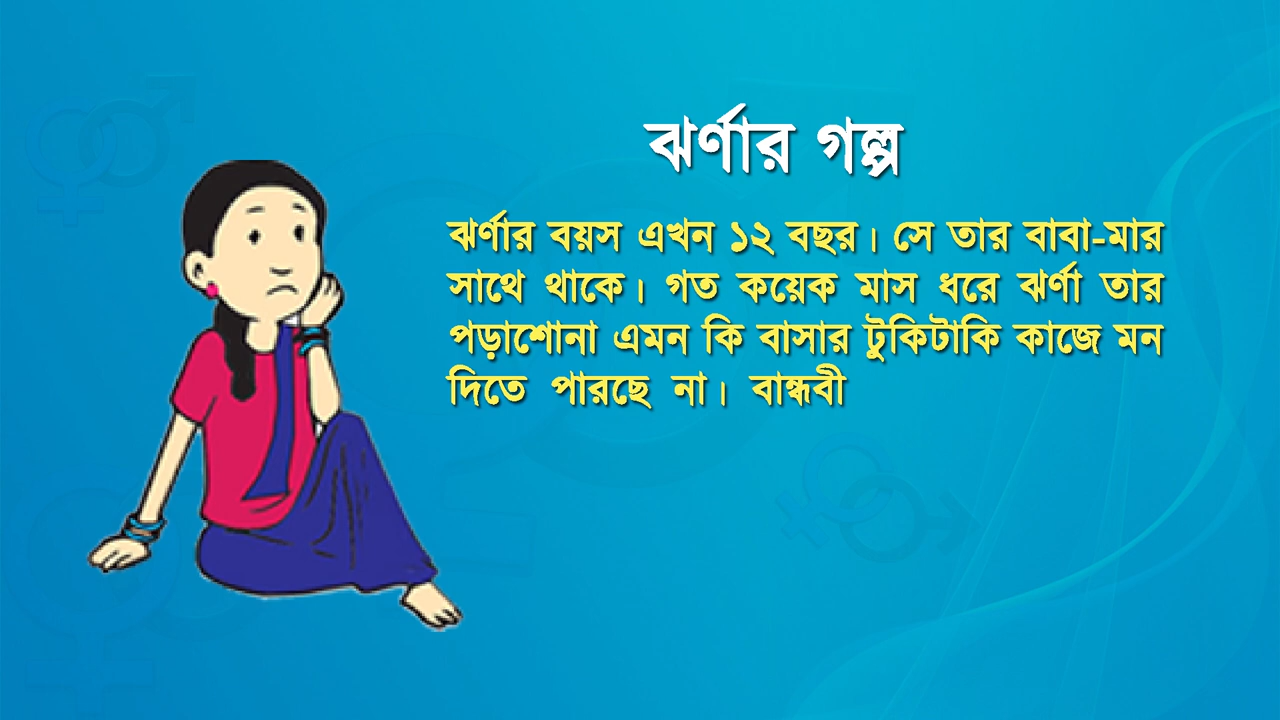 ঝর্ণার গল্প
ঝর্ণার বয়স এখন ১২ বছর। সে তার বাবা-মার
সাথে থাকে। গত কয়েক মাস ধরে ঝর্ণা তার
পড়াশোনা এমন কি বাসার টুকিটাকি কাজে মন
দিতে পারছে না। বান্ধবী